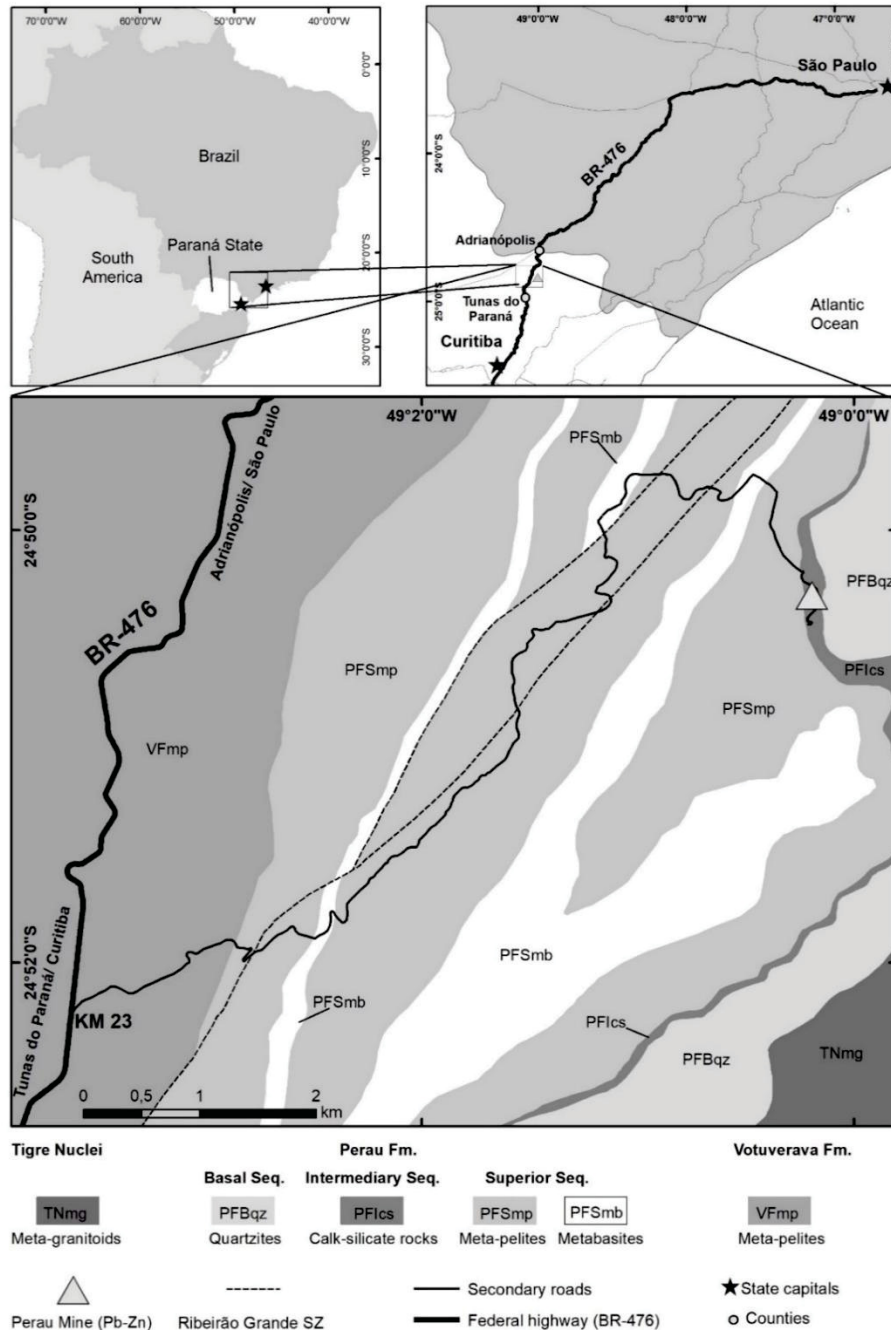 70°0'0"W 60°0'0"W 50°0'0"W 40°0'0"W
0°0'0"
10°0'0"S
20°0'0"S
30°0'0"S
Brazil
South
America
Paraná State
49°0'0"W 48°0'0"W 47°0'0"W
24°0'0"S
25°0'0"S
São Paulo
BR-476
Adrianópolis
Tunas do
Paraná
Curitiba
Atlantic
Ocean
49°2'0"W 49°0'0"W
24°50'0"S
24°52'0"S
Adrianópolis/ São Paulo
BR-476
PFSmb
PFBqz
PFSmp
PFIcs
PFSmp
VFmp
PFSmb
PFSmb
PFIcs
KM 23
PFBqz
TNmg
Tunas do Paraná/ Curitiba
0 0,5 1 2
km
Tigre Nuclei Perau Fm. Votuverava Fm.
Basal Seq. Intermediary Seq. Superior Seq.
TNmg PFBqz PFIcs PFSmp PFSmb VFmp
Meta-granitoids Quartzites Calk-silicate rocks Meta-pelites Metabasites Meta-pelites
Secondary roads State capitals
Perau Mine (Pb-Zn) Ribeirão Grande SZ Federal highway (BR-476) Counties